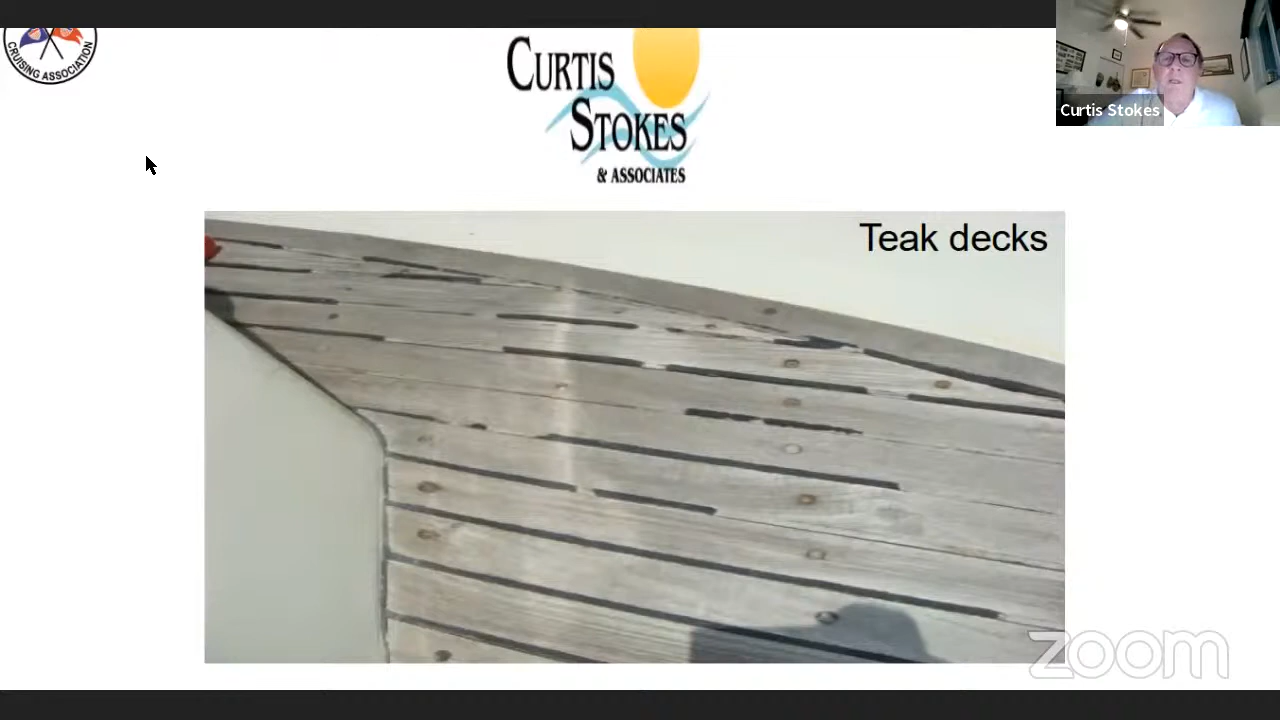 CRUISING ASSOCIATION
CURTIS
STOKES
& ASSOCIATES
Curtis Stokes
Teak decks
zoom